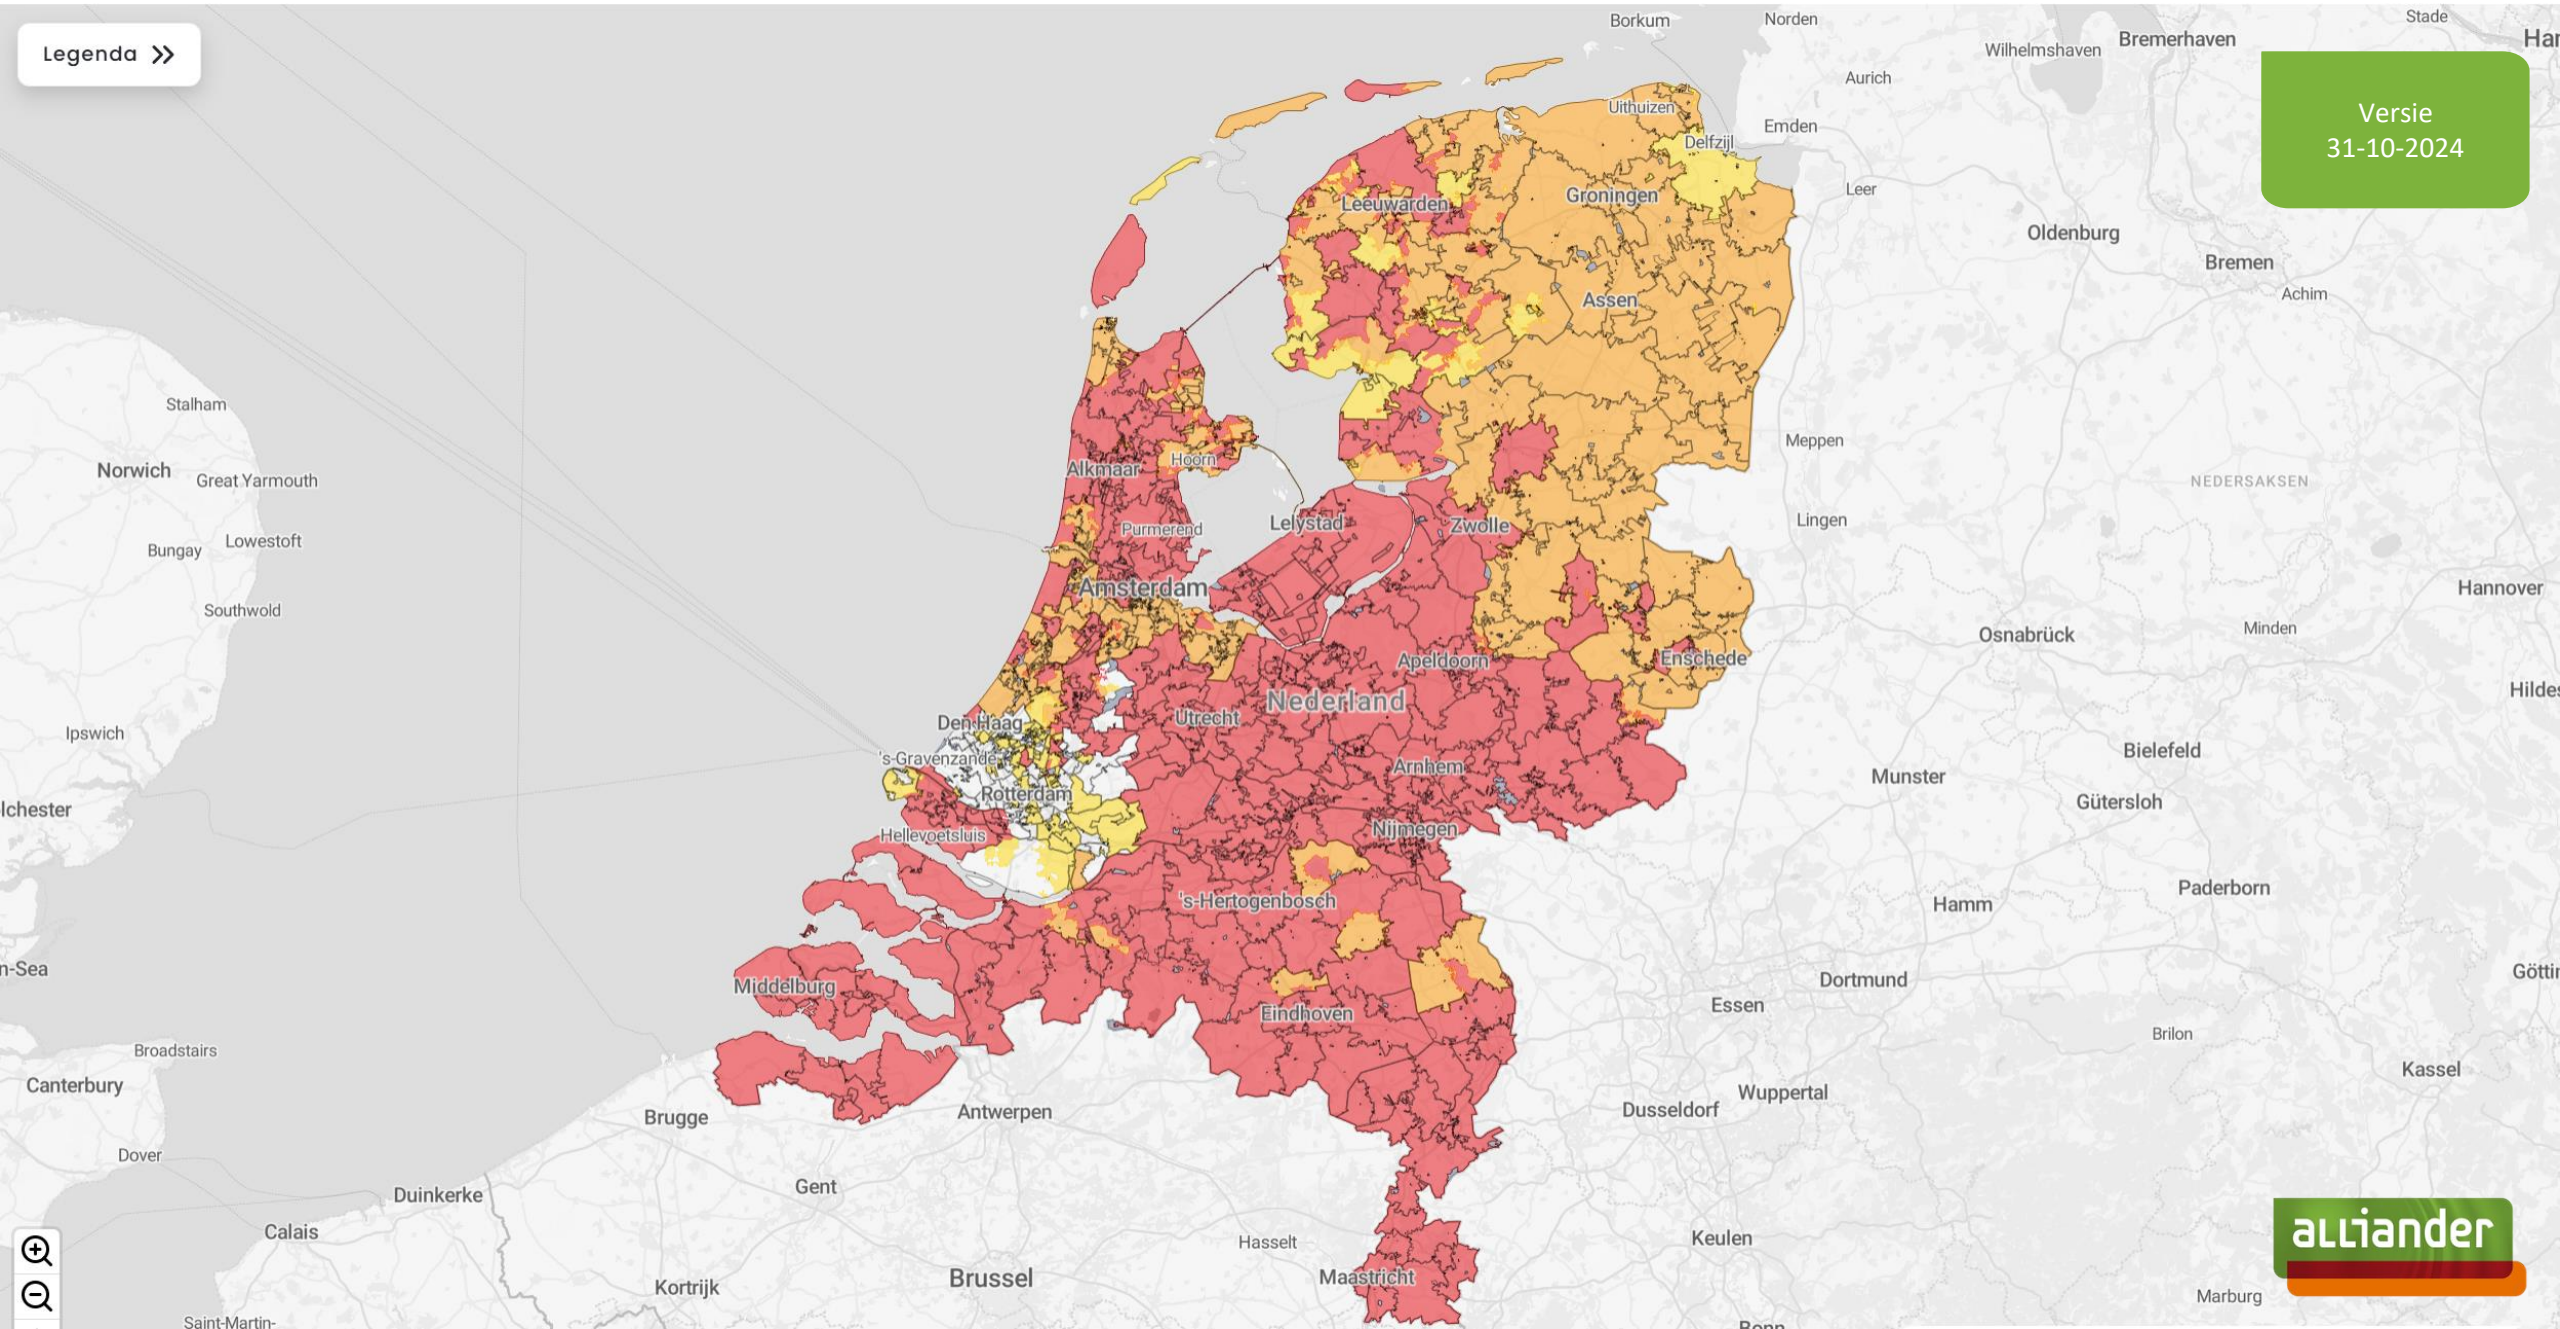 Borkum
Norden
Stade
Legenda
Wilhelmshaven
Bremerhaven
Aurich
Uithuizen
Versie
31-10-2024
Emden
Delfzijl
Leeuwarden
Groningen
Leer
Oldenburg
Bremen
Achim
Assen
Stalham
Norwich
Great Yarmouth
Alkmaar
Hoorn
Meppen
NEDERSAKSEN
Lowestoft
Bungay
Purmerend
Lelystad
Zwolle
Lingen
Southwold
Amsterdam
Hannover
Osnabrück
Minden
Apeldoorn
Enschede
Nederland
Ipswich
Den Haag
Utrecht
's-Gravenzande
Bielefeld
Arnhem
Munster
Rotterdam
Gütersloh
lchester
Hellevoetsluis
Nijmegen
's-Hertogenbosch
Hamm
Paderborn
n-Sea
Middelburg
Dortmund
Eindhoven
Essen
Brilon
Broadstairs
Canterbury
Kassel
Brugge
Antwerpen
Dusseldorf
Wuppertal
Dover
Duinkerke
Gent
Calais
Hasselt
Keulen
alliander
Kortrijk
Brussel
Maastricht
Marburg
Saint-Martin-